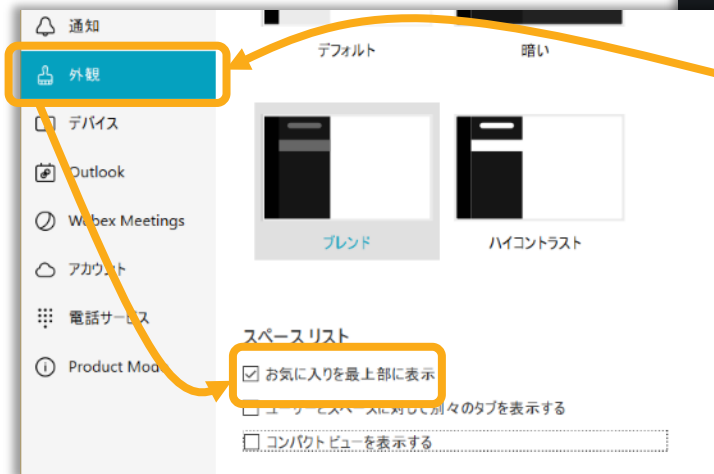 通知
外観
デバイス
Outlook
Webex Meetings
アカウント
電話サービス
Product Mode
デフォルト
暗い
ブレンド
ハイコントラスト
スペース リスト
お気に入りを最上部に表示
ユーザーとスペースに対して別々のタブを表示する
コンパクト ビューを表示する